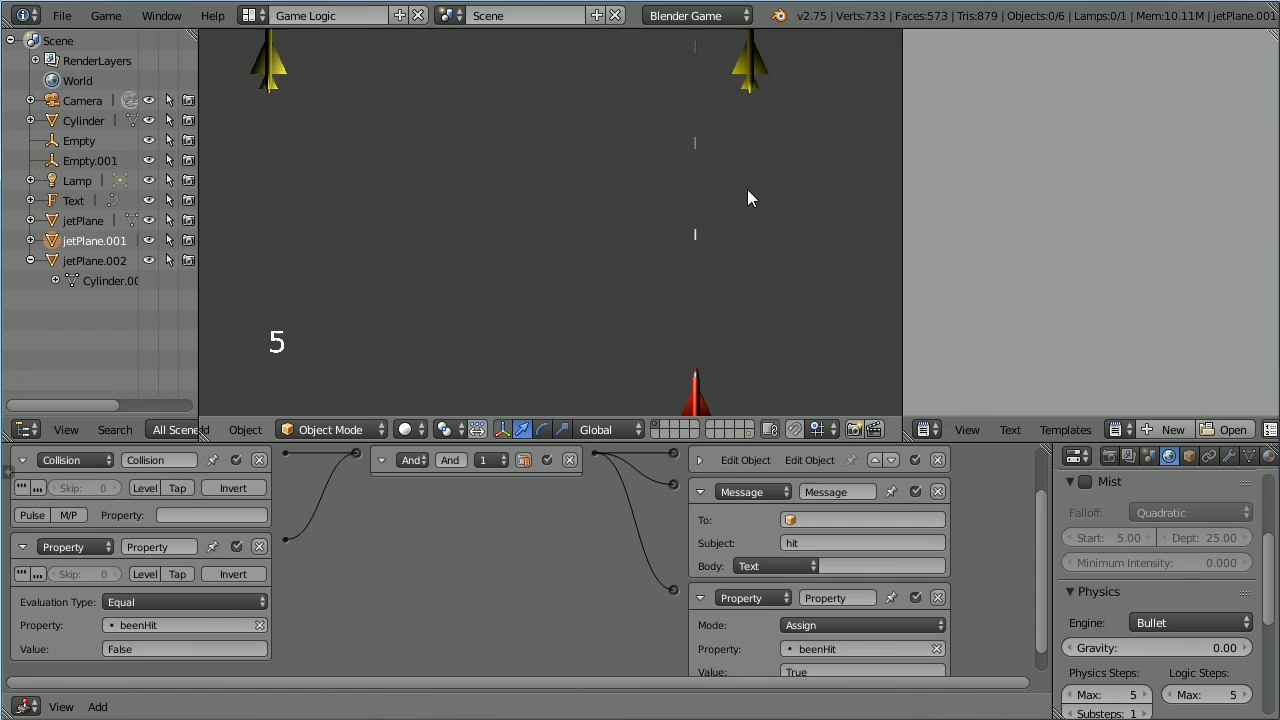 File Window Help Game Logic Scene Blender Game v2.75 | Verts:733 | Faces:573 | Tris:879 | Objects:0/6 | Lamps:0/1 | Mem:10.11M | jetPlane.001
Scene
RenderLayers
World
Camera
Cylinder
Empty
Empty.001
Lamp
Text
jetPlane
jetPlane.001
jetPlane.002
Cylinder.00
5
View Search All Scene Object Object Mode Global View Text Templates New Open
Collision Collision
Skip: 0 Level Tap Invert
Pulse M/P Property:
Property Property
Skip: 0 Level Tap Invert
Evaluation Type: Equal
Property: beenHit
Value: False
And And 1
Edit Object Edit Object
Message Message
To:
Subject: hit
Body: Text
Property Property
Mode: Assign
Property: beenHit
Value: True
Mist
Falloff: Quadratic
Start: 5.00 Dept: 25.00
Minimum Intensity: 0.000
Physics
Engine: Bullet
Gravity: 0.00
Physics Steps: Logic Steps:
Max: 5 Max: 5
Substeps: 1
View Add